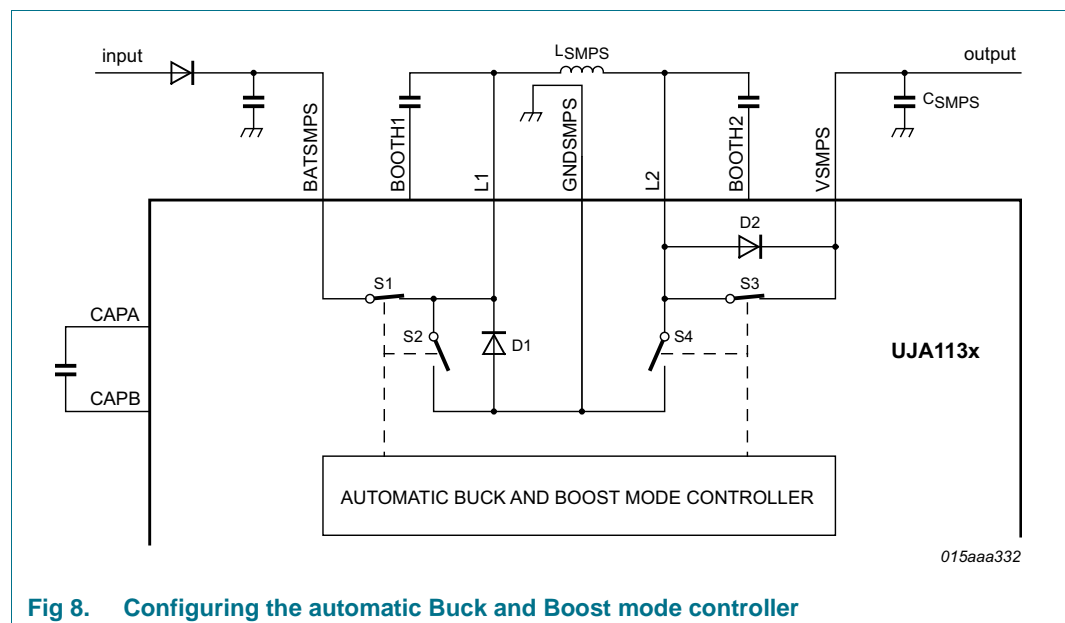 input
LSMPS
output
CSMPS
BATSMPS
BOOTH1
L1
GNDSMPS
L2
BOOTH2
VSMPS
D2
S1
S3
CAPA
S2
D1
S4
UJA113x
CAPB
AUTOMATIC BUCK AND BOOST MODE CONTROLLER
015aaa332
Fig 8. Configuring the automatic Buck and Boost mode controller